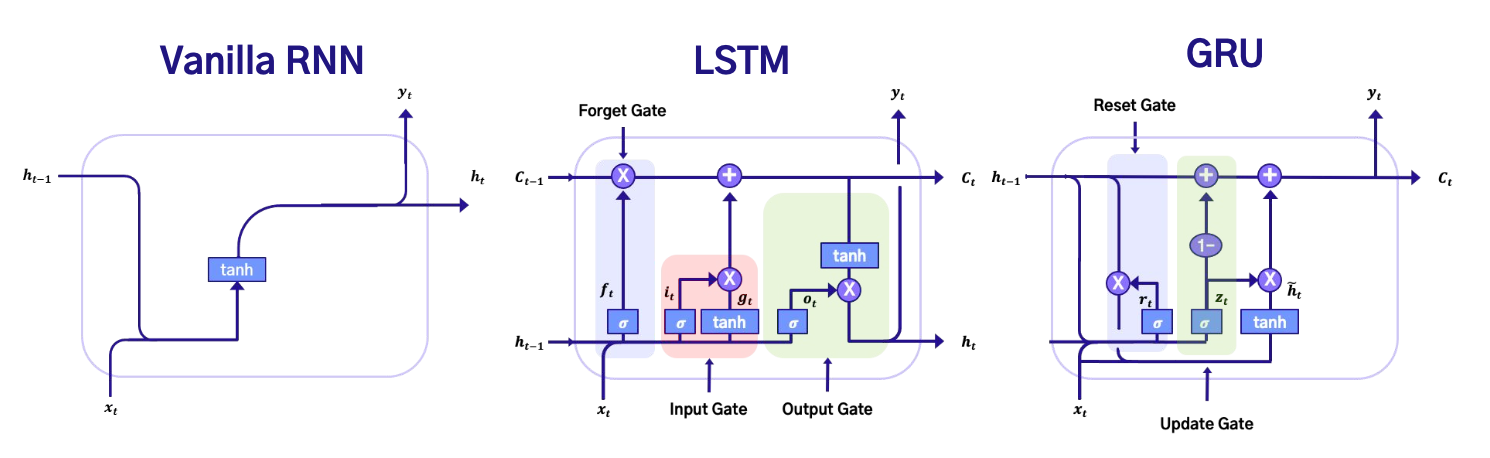 Vanilla RNN
y_t
h_{t-1}
h_t
tanh
x_t
LSTM
Forget Gate
y_t
C_{t-1}
X
+
C_t
tanh
X
f_t
i_t
g_t
o_t
X
σ
σ
tanh
σ
h_{t-1}
h_t
x_t
Input Gate
Output Gate
GRU
Reset Gate
y_t
h_{t-1}
+
+
C_t
1-
X
r_t
z_t
X
h̃_t
σ
σ
tanh
x_t
Update Gate